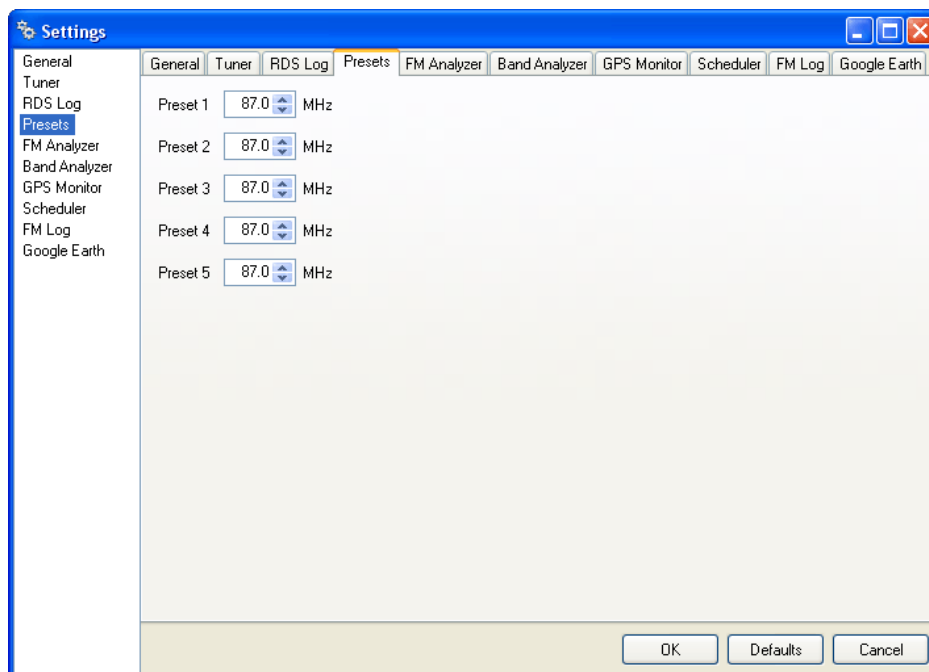 Settings
General
Tuner
RDS Log
Presets
FM Analyzer
Band Analyzer
GPS Monitor
Scheduler
FM Log
Google Earth
General Tuner RDS Log Presets FM Analyzer Band Analyzer GPS Monitor Scheduler FM Log Google Earth
Preset 1 87.0 MHz
Preset 2 87.0 MHz
Preset 3 87.0 MHz
Preset 4 87.0 MHz
Preset 5 87.0 MHz
OK Defaults Cancel